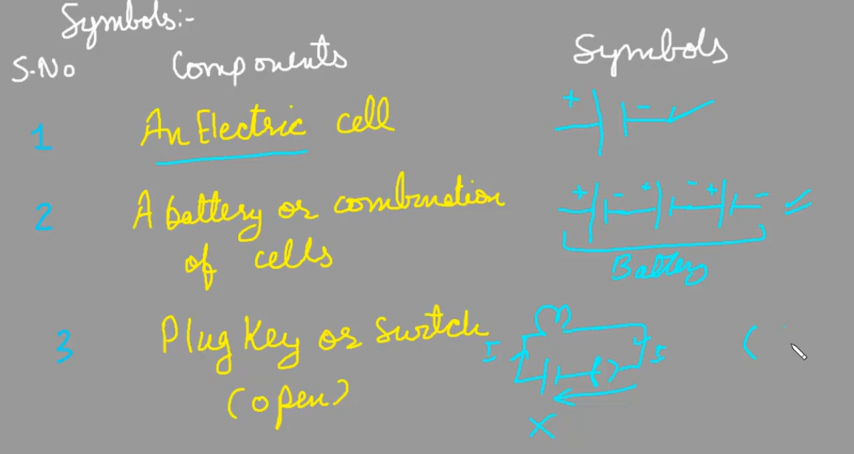 Symbols:-
S.No Components Symbols
1 An Electric cell + -
2 A battery or combination of cells + - + - + -
Battery
3 Plug Key or Switch (open) I I
X
(